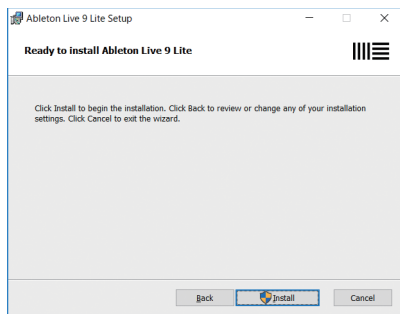 Ableton Live 9 Lite Setup
Ready to install Ableton Live 9 Lite
Click Install to begin the installation. Click Back to review or change any of your installation
settings. Click Cancel to exit the wizard.
Back
Install
Cancel